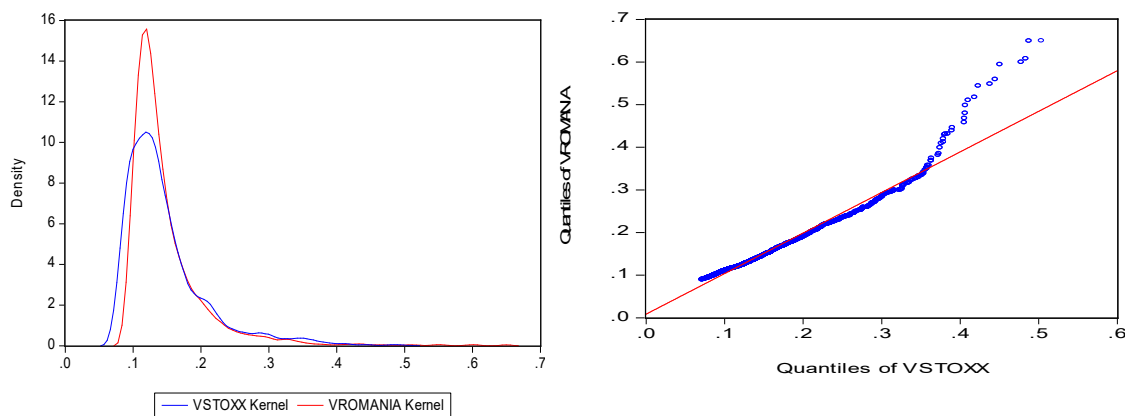 16
14
12
10
8
6
4
2
0
Density
.0 .1 .2 .3 .4 .5 .6 .7
VSTOXX Kernel VROMANIA Kernel
.7
.6
.5
.4
.3
.2
.1
.0
Quantiles of VROMANIA
.0 .1 .2 .3 .4 .5 .6
Quantiles of VSTOXX